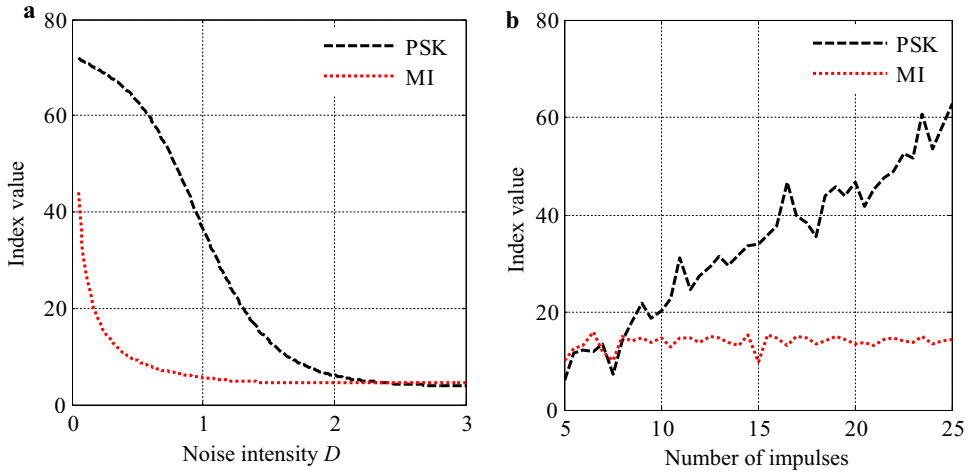 a
80
60
40
20
0
0
1
2
3
Index value
Noise intensity D
PSK
MI
b
80
60
40
20
0
5
10
15
20
25
Index value
Number of impulses
PSK
MI